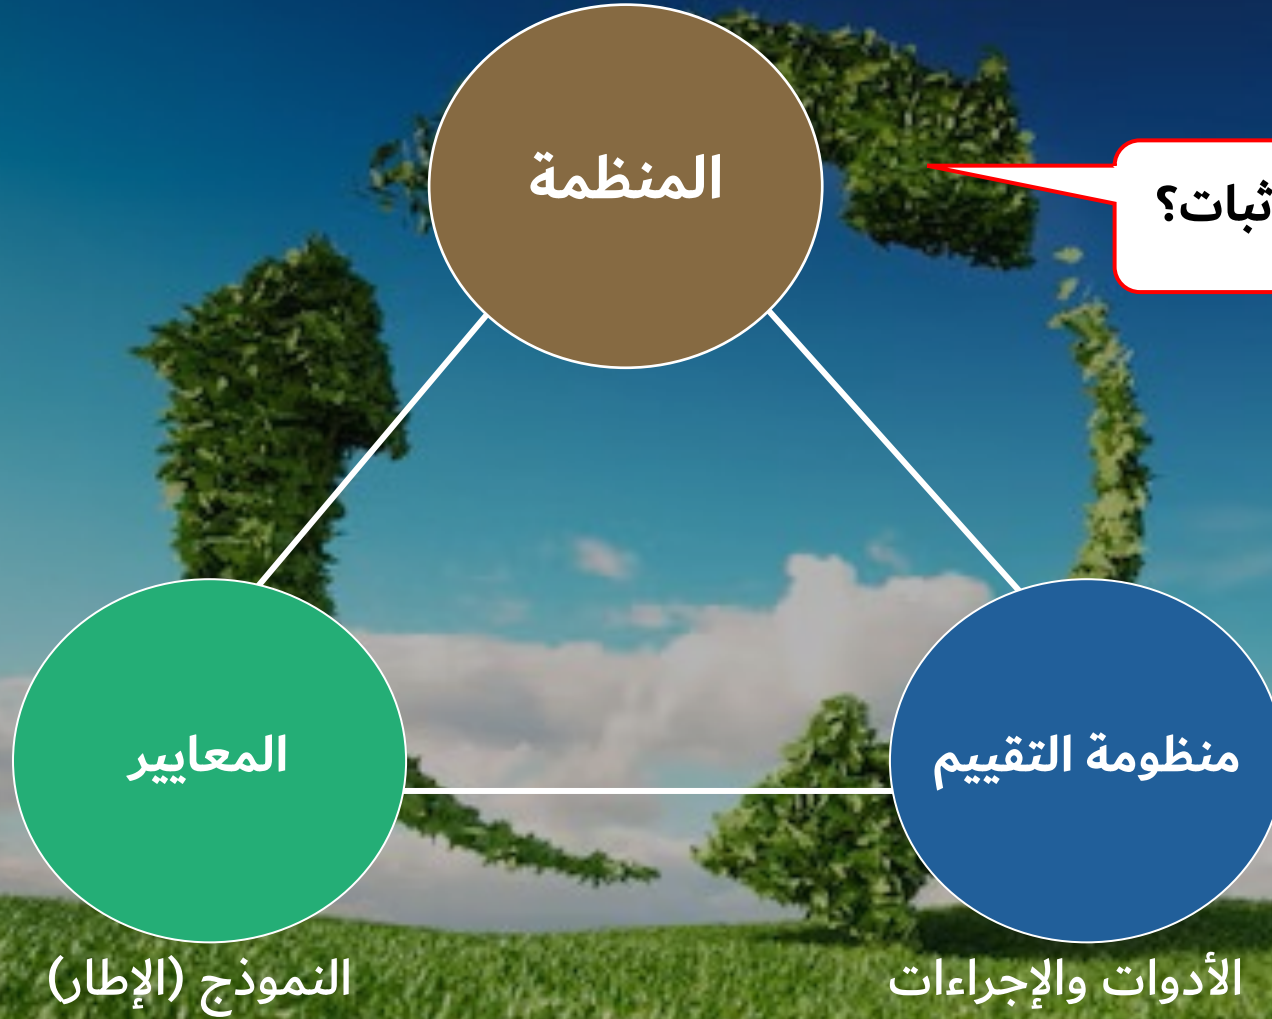 المنظمة
ثبات؟
منظومة التقييم
المعايير
الأدوات والإجراءات
النموذج (الإطار)